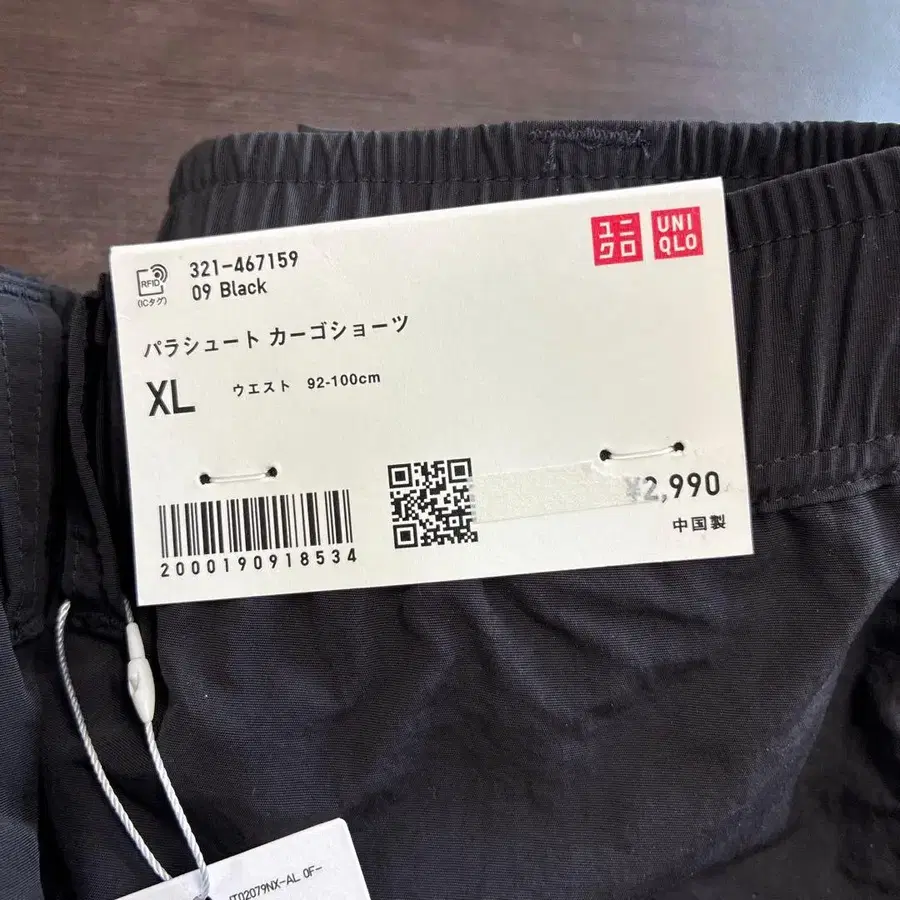 321-467159
09 Black
RFID
(ICタグ)
ユニ
クロ
UNI
QLO
パラシュート カーゴショーツ
XL ウエスト 92-100cm
¥2,990
2000190918534
中国製